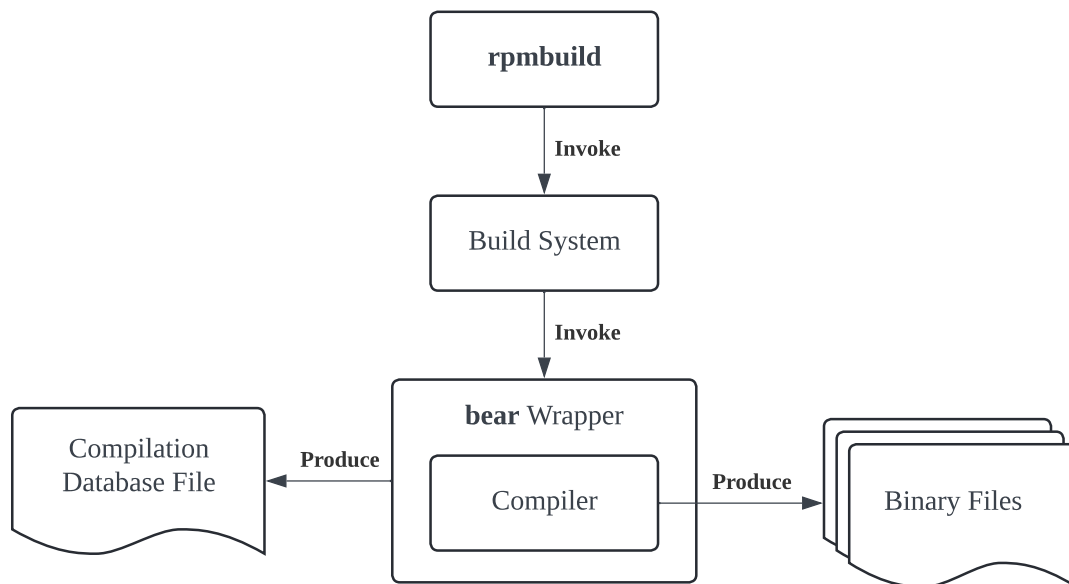 rpmbuild
Invoke
Build System
Invoke
bear Wrapper
Compilation
Database File
Produce
Compiler
Produce
Binary Files